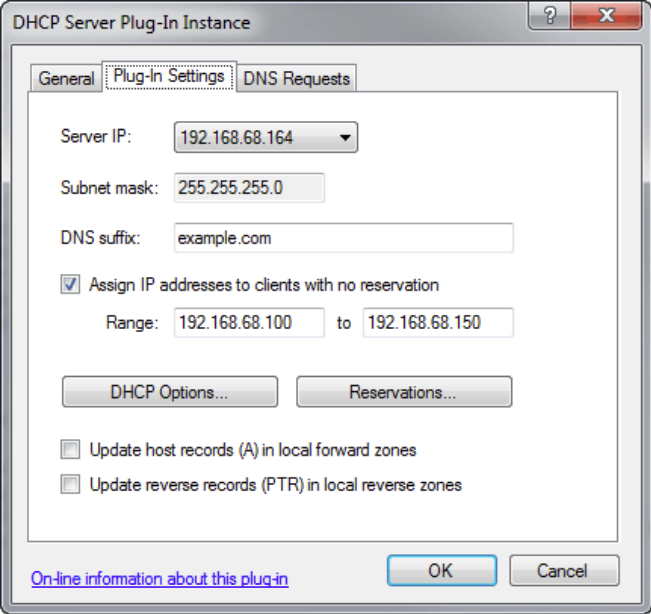 DHCP Server Plug-In Instance
?
General
Plug-In Settings
DNS Requests
Server IP: 192.168.68.164
Subnet mask: 255.255.255.0
DNS suffix: example.com
Assign IP addresses to clients with no reservation
Range: 192.168.68.100 to 192.168.68.150
DHCP Options... Reservations...
Update host records (A) in local forward zones
Update reverse records (PTR) in local reverse zones
On-line information about this plug-in
OK Cancel